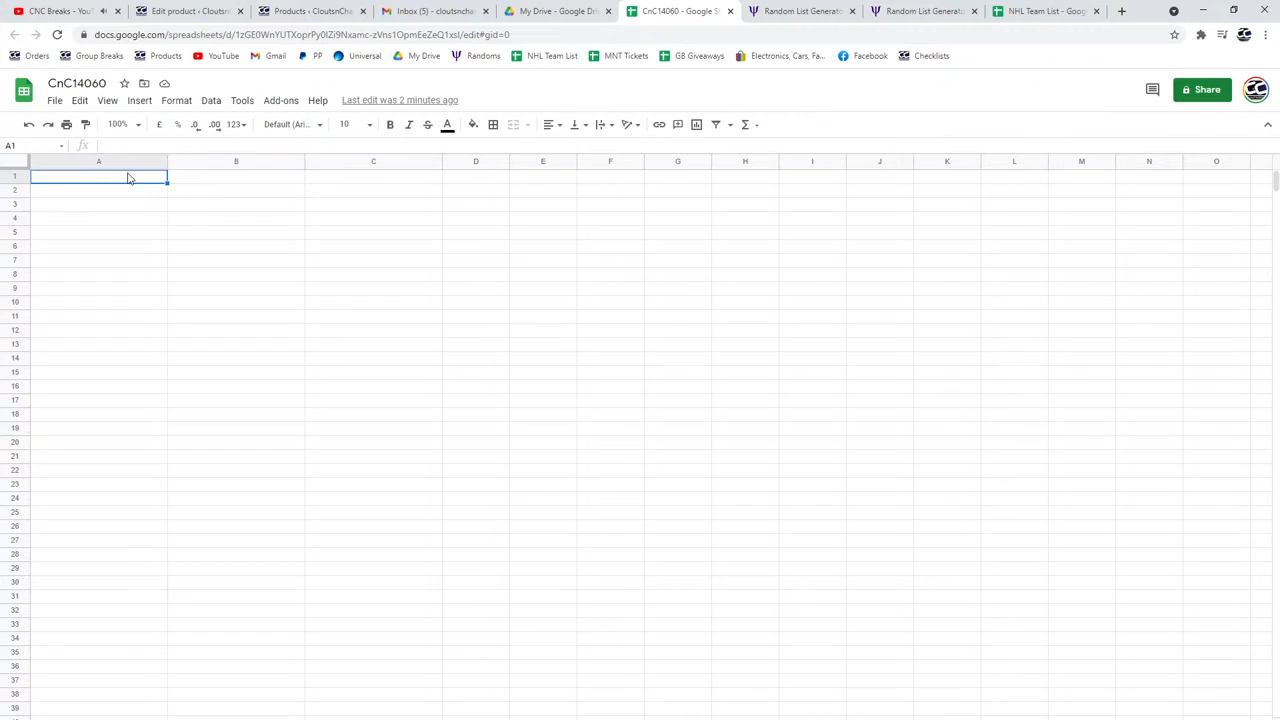 CNC Breaks - YouT
Edit product ‹ CloutsnC
Products ‹ CloutsnCha
Inbox (5) - cloutsnchan
My Drive - Google Driv
CnC14060 - Google Sh
Random List Generato
Random List Generato
NHL Team List - Goog
docs.google.com/spreadsheets/d/1zGE0WnYUTXoprPy0IZi9Nxamc-zVns1OpmEeZeQ1xsI/edit#gid=0
Orders Group Breaks Products YouTube Gmail PP Universal My Drive Randoms NHL Team List MNT Tickets GB Giveaways Electronics, Cars, Fa... Facebook Checklists
CnC14060
Share
File Edit View Insert Format Data Tools Add-ons Help Last edit was 2 minutes ago
100% £ % .0 .00 123 Default (Ari... 10 B I S A
A1 fx
A B C D E F G H I J K L M N O
1
2
3
4
5
6
7
8
9
10
11
12
13
14
15
16
17
18
19
20
21
22
23
24
25
26
27
28
29
30
31
32
33
34
35
36
37
38
39